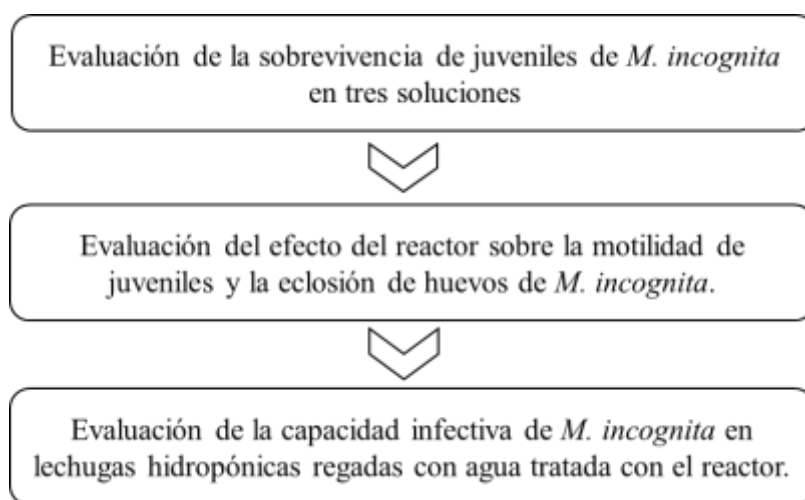 Evaluación de la sobrevivencia de juveniles de M. incognita
en tres soluciones
Evaluación del efecto del reactor sobre la motilidad de
juveniles y la eclosión de huevos de M. incognita.
Evaluación de la capacidad infectiva de M. incognita en
lechugas hidropónicas regadas con agua tratada con el reactor.